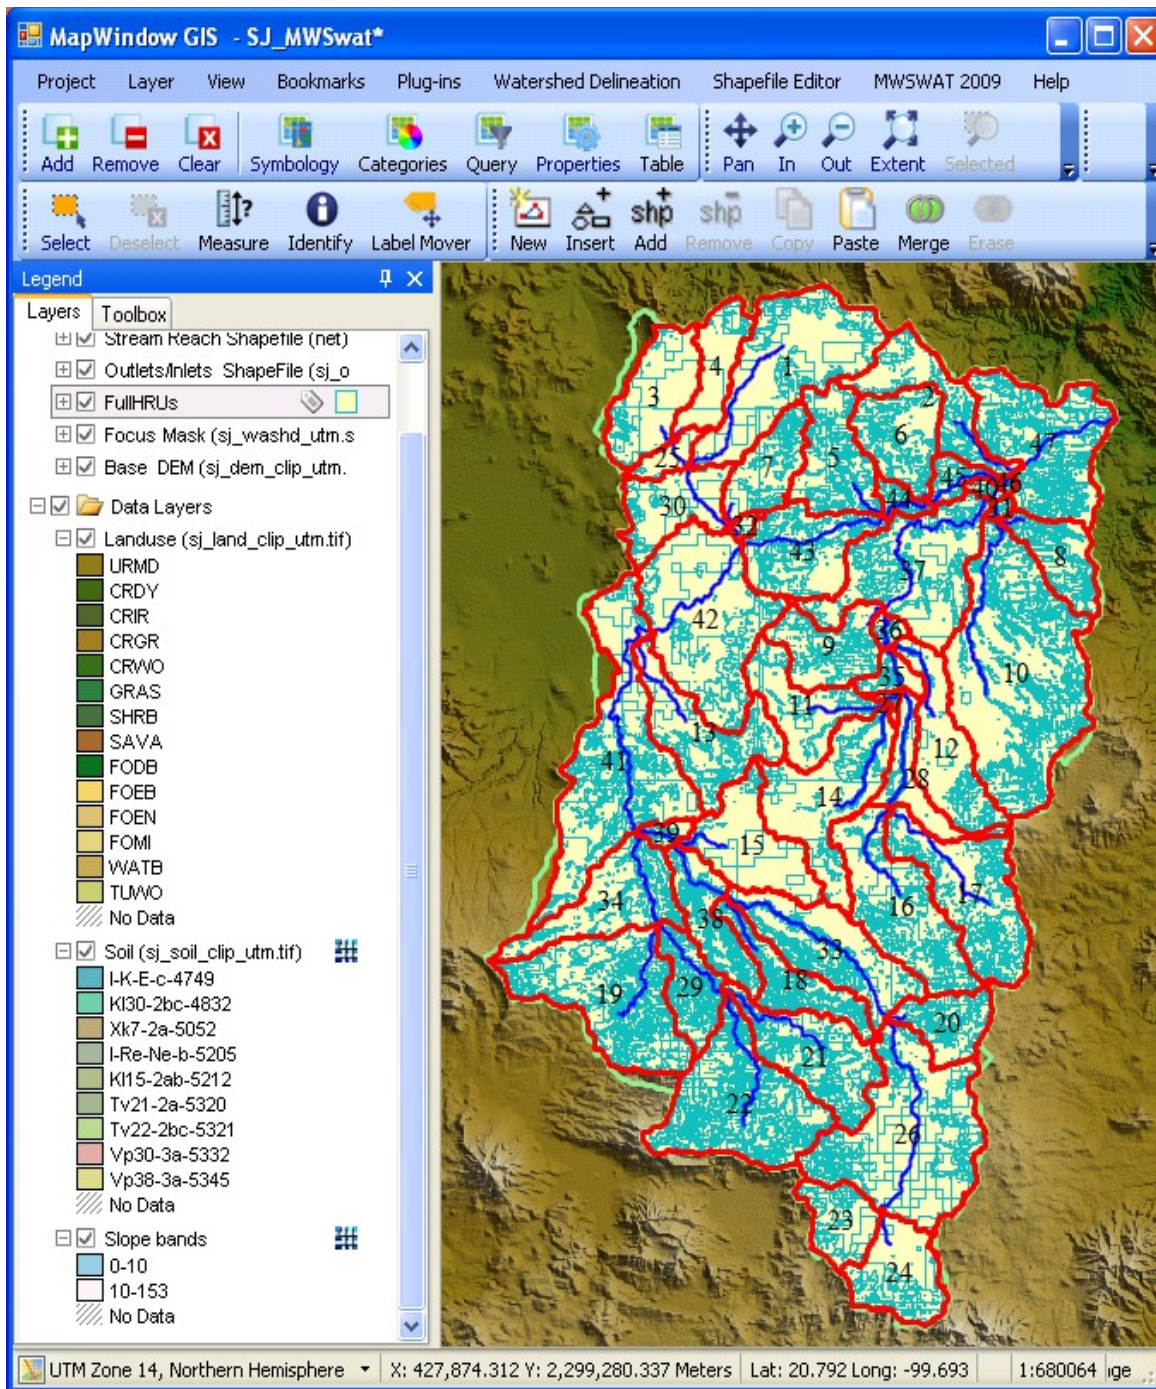 MapWindow GIS - SJ_MWSwat*
Project Layer View Bookmarks Plug-ins Watershed Delineation Shapefile Editor MWSWAT 2009 Help
Add Remove Clear Symbology Categories Query Properties Table Pan In Out Extent Selected
Select Deselect Measure Identify Label Mover New Insert Add Remove Copy Paste Merge Erase
shp shp
Legend
Layers Toolbox
Stream Reach Shapefile (net)
Outlets/Inlets ShapeFile (sj_o
FullHRUs
Focus Mask (sj_washd_utm.s
Base DEM (sj_dem_clip_utm.
Data Layers
Landuse (sj_land_clip_utm.tif)
URMD
CRDY
CRIR
CRGR
CRWO
GRAS
SHRB
SAVA
FODB
FOEB
FOEN
FOMI
WATB
TUWO
No Data
Soil (sj_soil_clip_utm.tif)
I-K-E-c-4749
Kl30-2bc-4832
Xk7-2a-5052
I-Re-Ne-b-5205
Kl15-2ab-5212
Tv21-2a-5320
Tv22-2bc-5321
Vp30-3a-5332
Vp38-3a-5345
No Data
Slope bands
0-10
10-153
No Data
1
4
3
2
6
47
25
7
5
45
40
46
30
44
32
43
37
8
42
36
9
35
10
27
11
13
12
41
28
14
39
15
34
16
17
38
33
29
18
19
20
21
22
26
23
24
UTM Zone 14, Northern Hemisphere X: 427,874.312 Y: 2,299,280.337 Meters Lat: 20.792 Long: -99.693 1:680064 ige